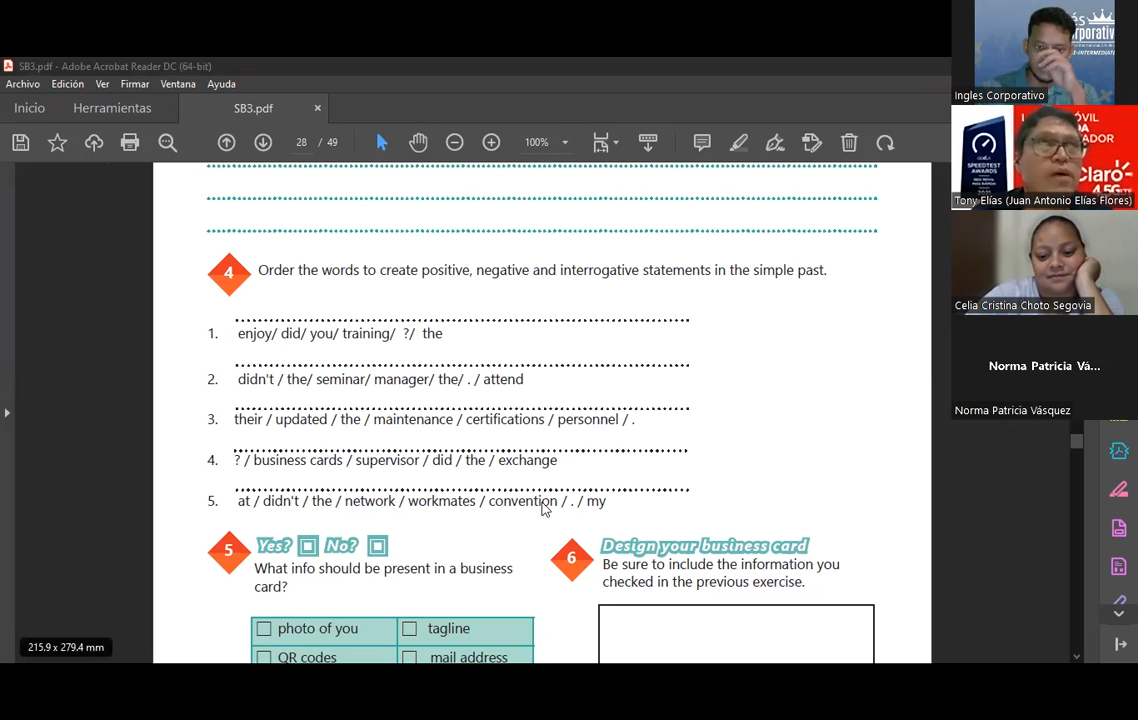 SB3.pdf - Adobe Acrobat Reader DC (64-bit)
Archivo Edición Ver Firmar Ventana Ayuda
Inicio Herramientas SB3.pdf ×
28 / 49 100%
4 Order the words to create positive, negative and interrogative statements in the simple past.
1. enjoy/ did/ you/ training/ ?/ the
2. didn't / the/ seminar/ manager/ the/ . / attend
3. their / updated / the / maintenance / certifications / personnel / .
4. ? / business cards / supervisor / did / the / exchange
5. at / didn't / the / network / workmates / convention / . / my
5 Yes? No?
What info should be present in a business
card?
photo of you tagline
QR codes mail address
6 Design your business card
Be sure to include the information you
checked in the previous exercise.
215.9 x 279.4 mm
Ingles Corporativo
SPEEDTEST
AWARDS
Claro
4.5G
Tony Elías (Juan Antonio Elías Flores)
Celia Cristina Choto Segovia
Norma Patricia Vá...
Norma Patricia Vásquez